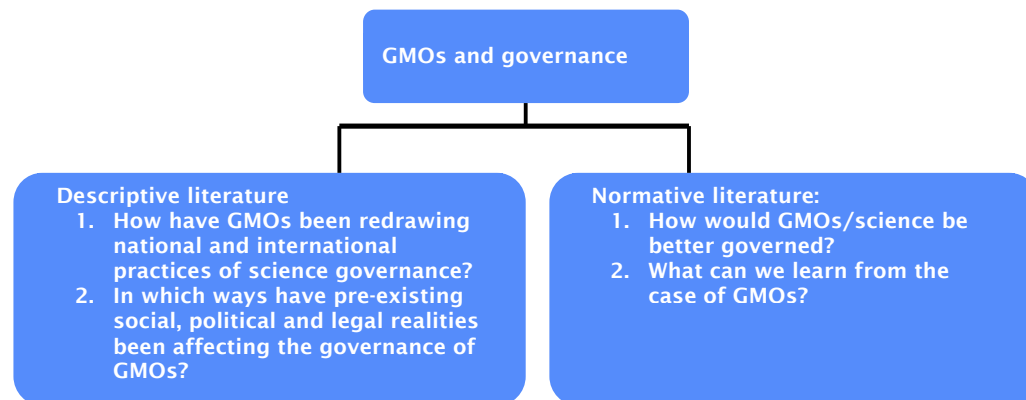 GMOs and governance
Descriptive literature
1. How have GMOs been redrawing
national and international
practices of science governance?
2. In which ways have pre-existing
social, political and legal realities
been affecting the governance of
GMOs?
Normative literature:
1. How would GMOs/science be
better governed?
2. What can we learn from the
case of GMOs?